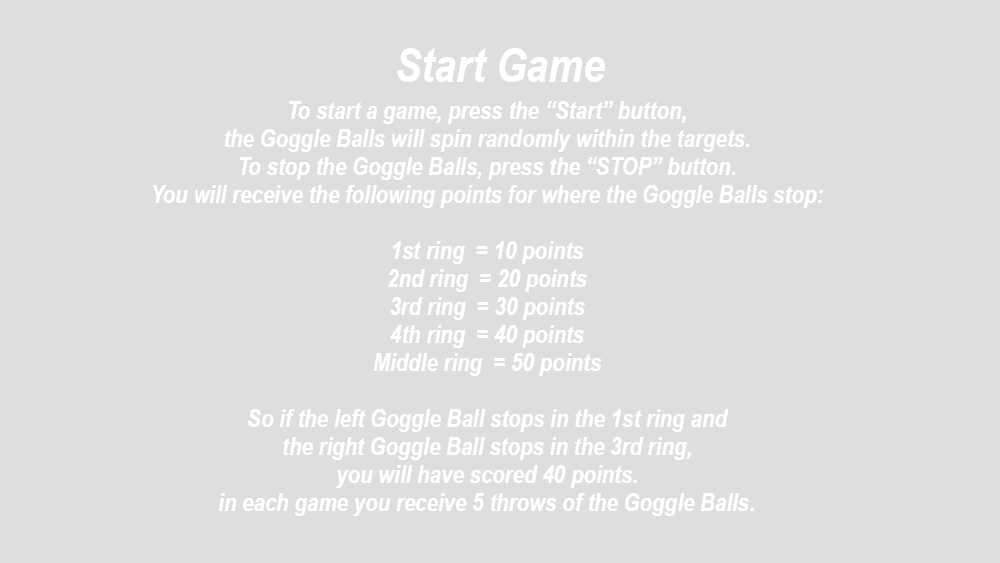 Start Game
To start a game, press the “Start” button,
the Goggle Balls will spin randomly within the targets.
To stop the Goggle Balls, press the “STOP” button.
You will receive the following points for where the Goggle Balls stop:
1st ring = 10 points
2nd ring = 20 points
3rd ring = 30 points
4th ring = 40 points
Middle ring = 50 points
So if the left Goggle Ball stops in the 1st ring and
the right Goggle Ball stops in the 3rd ring,
you will have scored 40 points.
in each game you receive 5 throws of the Goggle Balls.